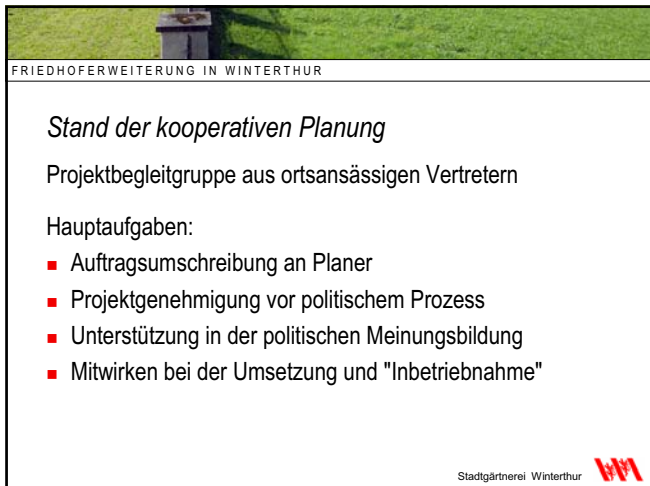 FRIEDHOFERWEITERUNG IN WINTERTHUR
Stand der kooperativen Planung
Projektbegleitgruppe aus ortsansässigen Vertretern
Hauptaufgaben:
Auftragsumschreibung an Planer
Projektgenehmigung vor politischem Prozess
Unterstützung in der politischen Meinungsbildung
Mitwirken bei der Umsetzung und "Inbetriebnahme"
Stadtgärtnerei Winterthur